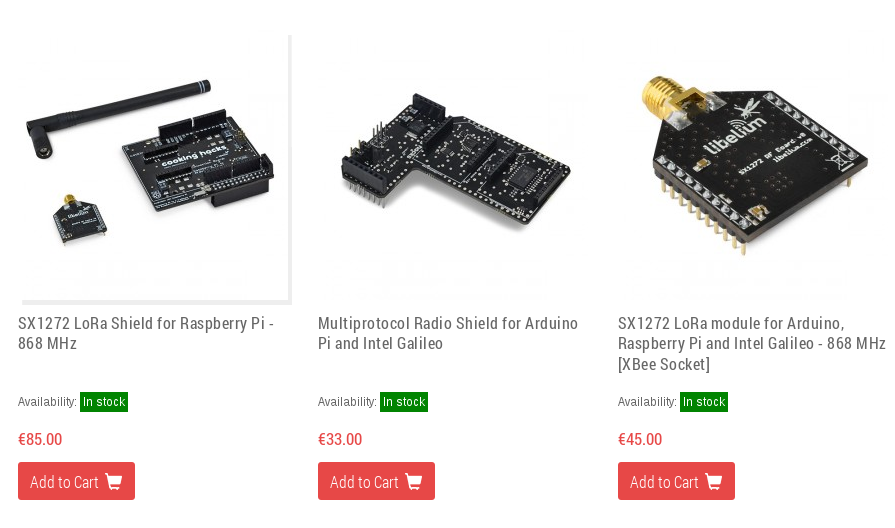 cooking hacks
libelium
libelium
SX1272 RF Board v0
libelium.com
SX1272 LoRa Shield for Raspberry Pi -
868 MHz
Availability: In stock
€85.00
Add to Cart
Multiprotocol Radio Shield for Arduino
Pi and Intel Galileo
Availability: In stock
€33.00
Add to Cart
SX1272 LoRa module for Arduino,
Raspberry Pi and Intel Galileo - 868 MHz
[XBee Socket]
Availability: In stock
€45.00
Add to Cart